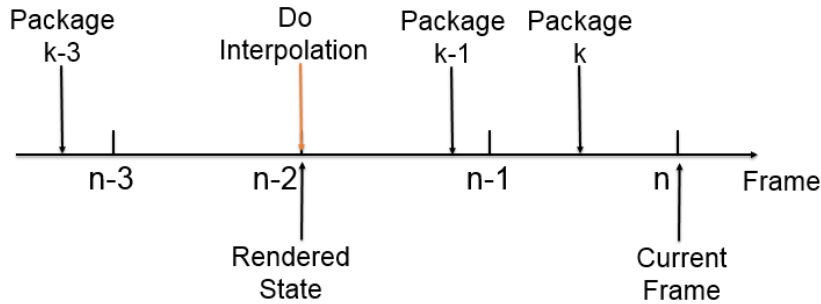 Package
k-3
Do
Interpolation
Package
k-1
Package
k
n-3
n-2
n-1
n
Frame
Rendered
State
Current
Frame